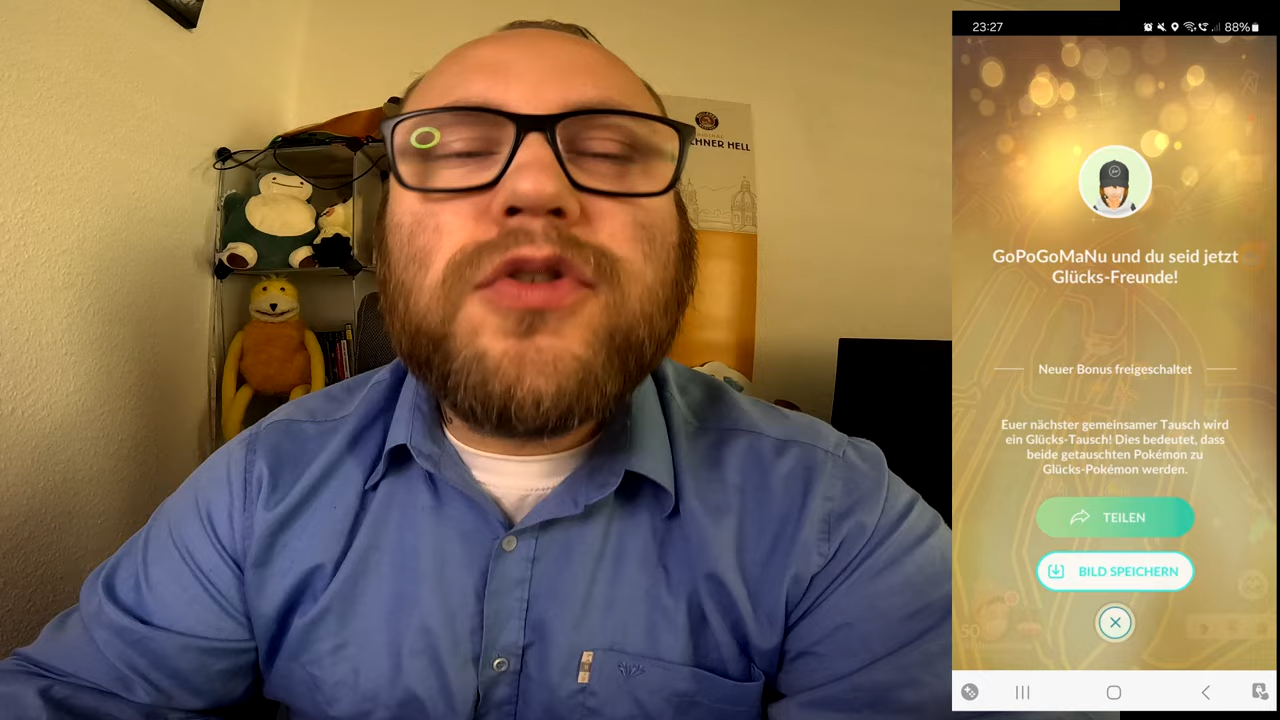 CHNER HELL
23:27
88%
GoPoGoMaNu und du seid jetzt
Glücks-Freunde!
Neuer Bonus freigeschaltet
Euer nächster gemeinsamer Tausch wird
ein Glücks-Tausch! Dies bedeutet, dass
beide getauschten Pokémon zu
Glücks-Pokémon werden.
TEILEN
BILD SPEICHERN
50